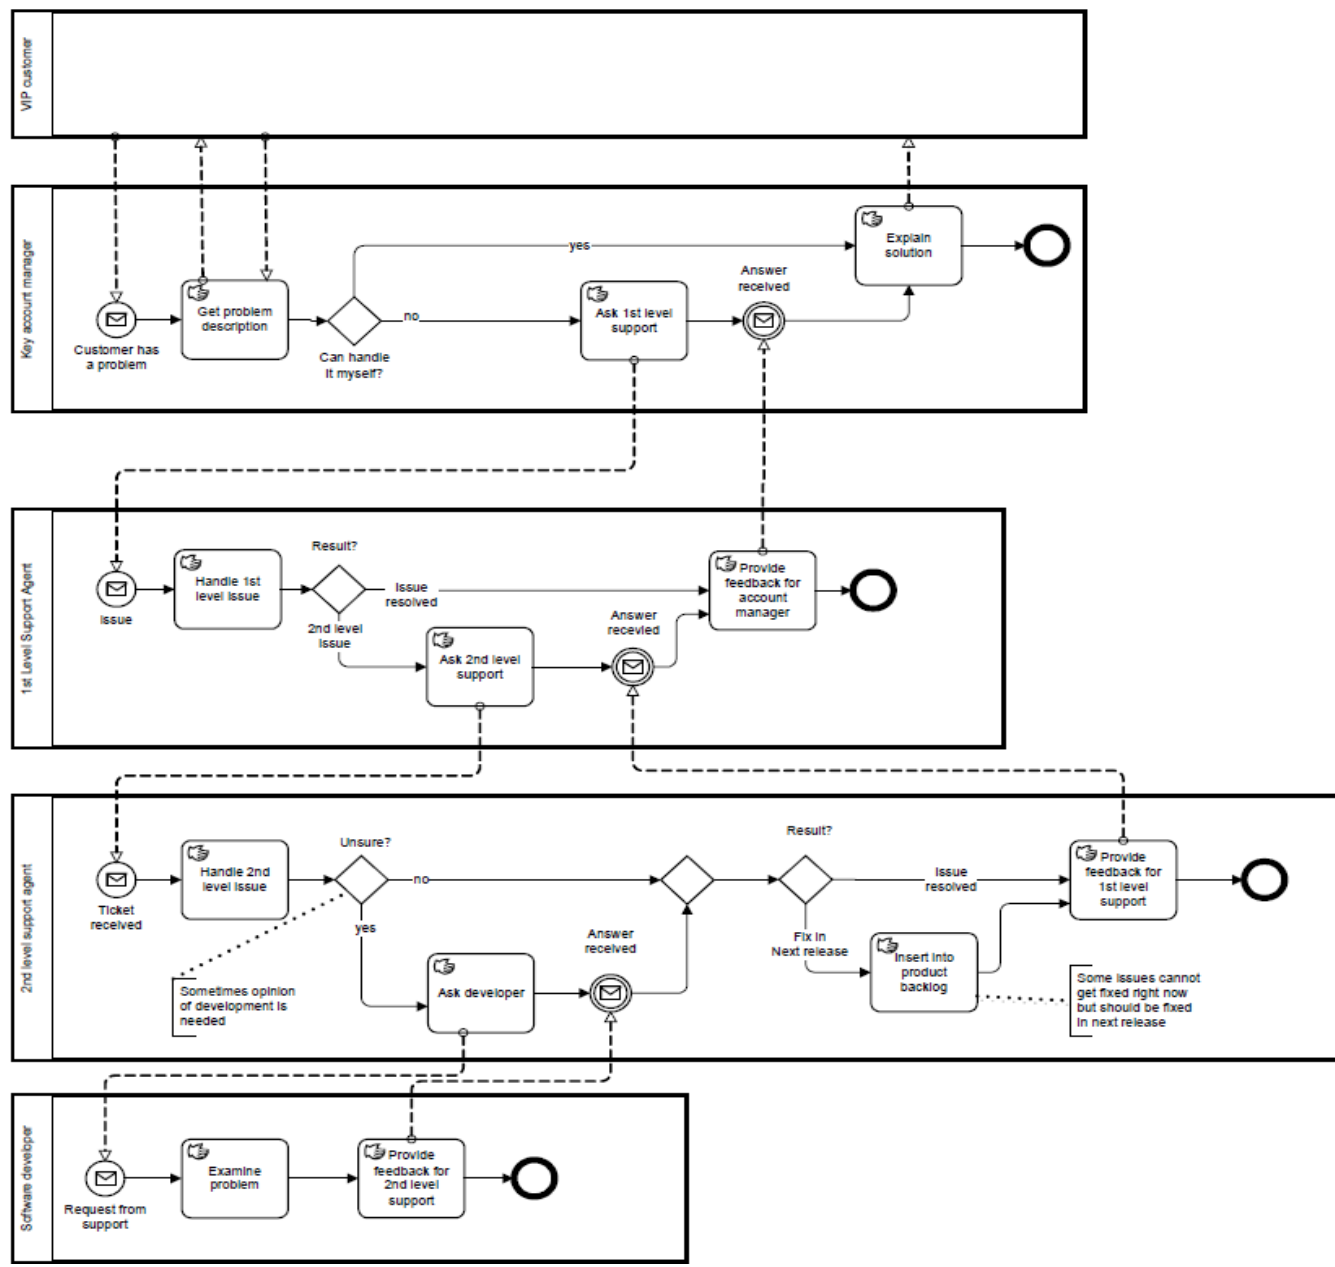 VIP customer
Key account manager
yes
Explain
solution
Answer
received
Get problem
description
no
Ask 1st level
support
Customer has
a problem
Can handle
it myself?
1st Level Support Agent
Result?
Handle 1st
level issue
Issue
resolved
Provide
feedback for
account
manager
Issue
2nd level
issue
Answer
recevied
Ask 2nd level
support
2nd level support agent
Unsure?
Result?
Handle 2nd
level issue
no
Issue
resolved
Provide
feedback for
1st level
support
Ticket
received
yes
Answer
received
Fix in
Next release
Insert into
product
backlog
Ask developer
Sometimes opinion
of development is
needed
Some issues cannot
get fixed right now
but should be fixed
in next release
Software developer
Examine
problem
Provide
feedback for
2nd level
support
Request from
support